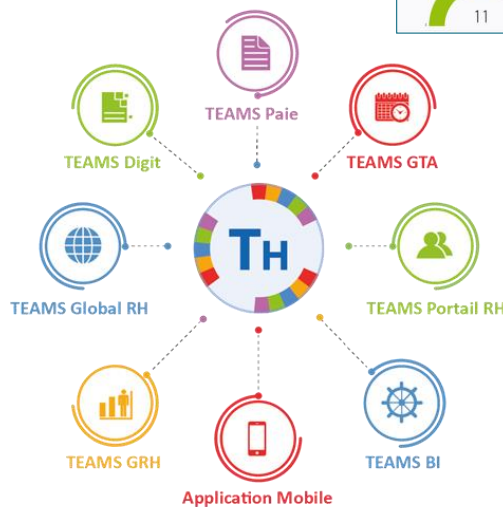 11
TEAMS Paie
TEAMS Digit
TEAMS GTA
TH
TEAMS Global RH
TEAMS Portail RH
TEAMS GRH
TEAMS BI
Application Mobile